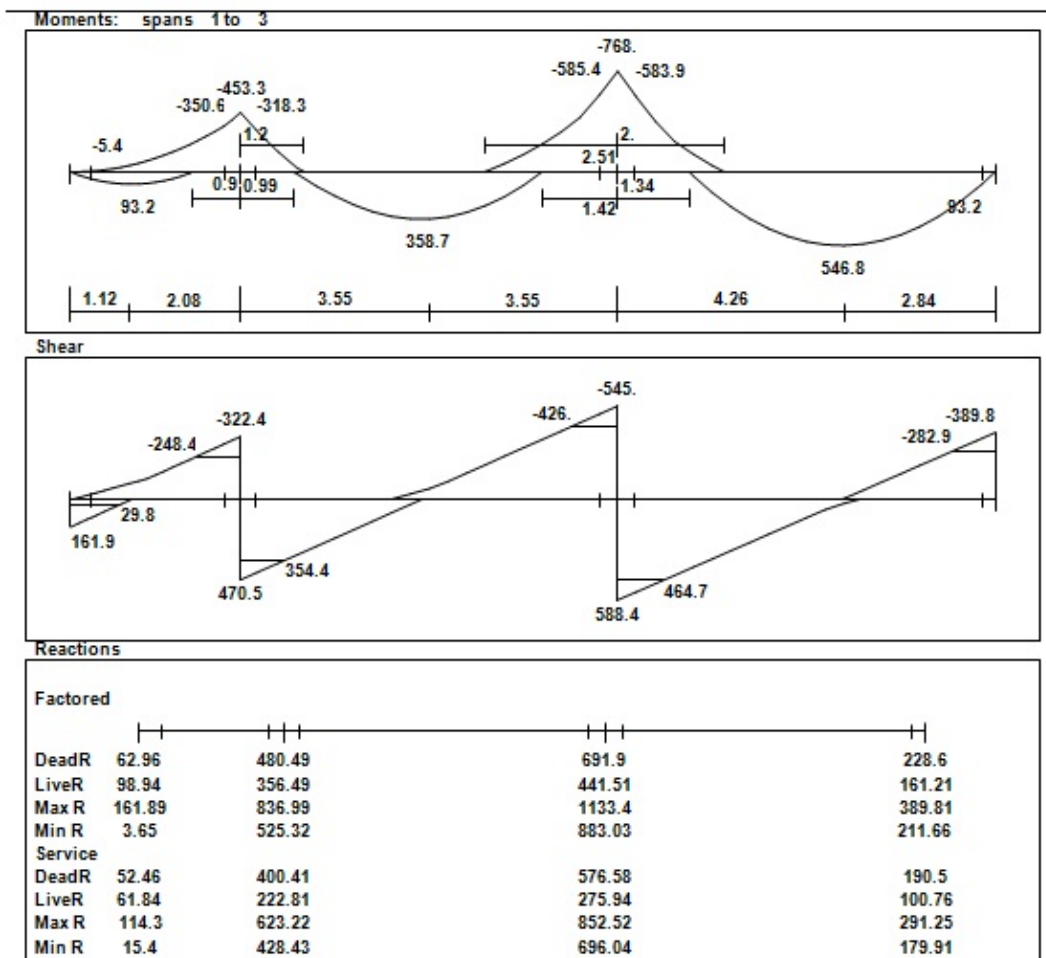 Moments: spans 1 to 3
-768.
-585.4 -583.9
-453.3
-350.6 -318.3
-5.4 1.2 2.
2.51
0.9 0.99 1.34
93.2 1.42 93.2
358.7
546.8
1.12 2.08 3.55 3.55 4.26 2.84
Shear
-545.
-322.4 -426. -389.8
-248.4 -282.9
29.8
161.9
354.4
470.5 464.7
588.4
Reactions
Factored
DeadR 62.96 480.49 691.9 228.6
LiveR 98.94 356.49 441.51 161.21
Max R 161.89 836.99 1133.4 389.81
Min R 3.65 525.32 883.03 211.66
Service
DeadR 52.46 400.41 576.58 190.5
LiveR 61.84 222.81 275.94 100.76
Max R 114.3 623.22 852.52 291.25
Min R 15.4 428.43 696.04 179.91